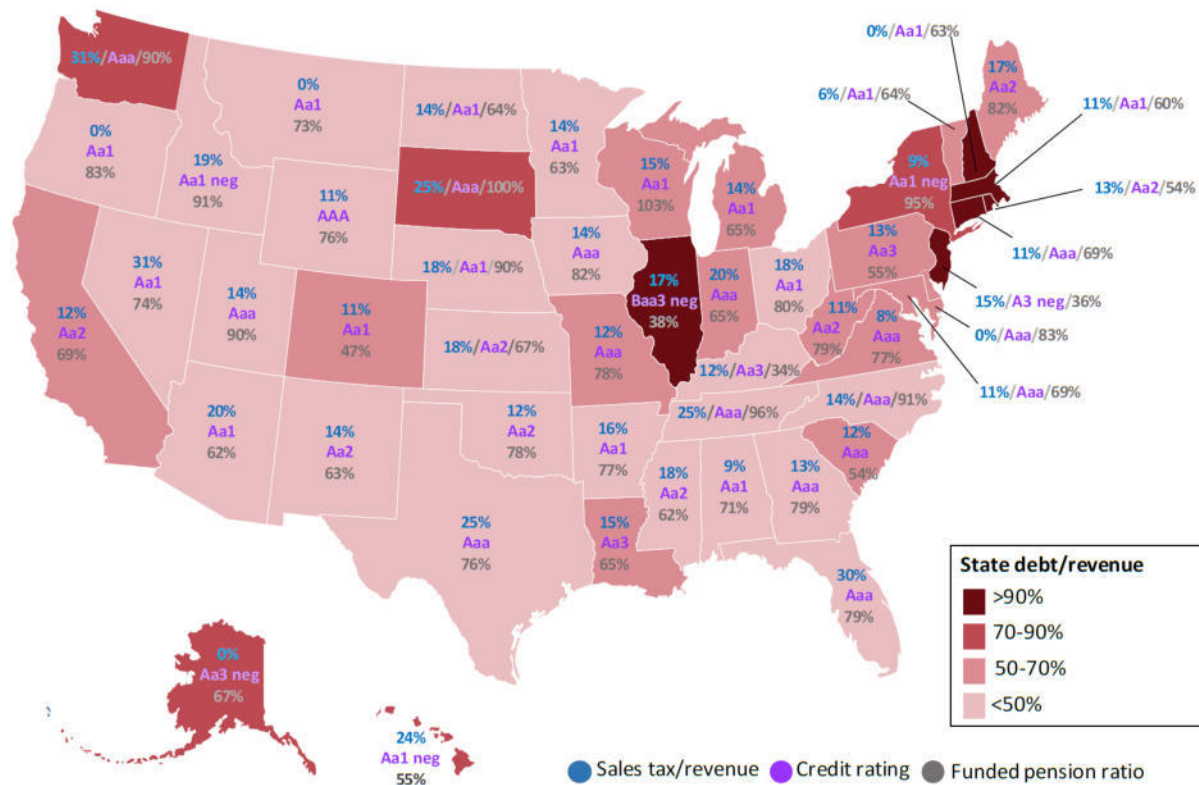 31%/Aaa/90%
0%
Aa1
83%
19%
Aa1 neg
91%
0%
Aa1
73%
11%
AAA
76%
14%/Aa1/64%
25%/Aaa/100%
18%/Aa1/90%
18%/Aa2/67%
14%
Aa1
63%
14%
Aaa
82%
15%
Aa1
103%
14%
Aa1
65%
12%
Aa2
69%
31%
Aa1
74%
14%
Aaa
90%
11%
Aa1
47%
20%
Aa1
62%
14%
Aa2
63%
12%
Aa2
78%
25%
Aaa
76%
12%
Aaa
78%
16%
Aa1
77%
15%
Aa3
65%
17%
Baa3 neg
38%
20%
Aaa
65%
18%
Aa1
80%
12%/Aa3/34%
25%/Aaa/96%
18%
Aa2
62%
9%
Aa1
71%
13%
Aaa
79%
30%
Aaa
79%
12%
Aaa
54%
14%/Aaa/91%
11%
Aa2
79%
8%
Aaa
77%
13%
Aa3
55%
9%
Aa1 neg
95%
17%
Aa2
82%
0%/Aa1/63%
6%/Aa1/64%
11%/Aa1/60%
13%/Aa2/54%
11%/Aaa/69%
15%/A3 neg/36%
0%/Aaa/83%
11%/Aaa/69%
0%
Aa3 neg
67%
24%
Aa1 neg
55%
State debt/revenue
>90%
70-90%
50-70%
<50%
Sales tax/revenue
Credit rating
Funded pension ratio